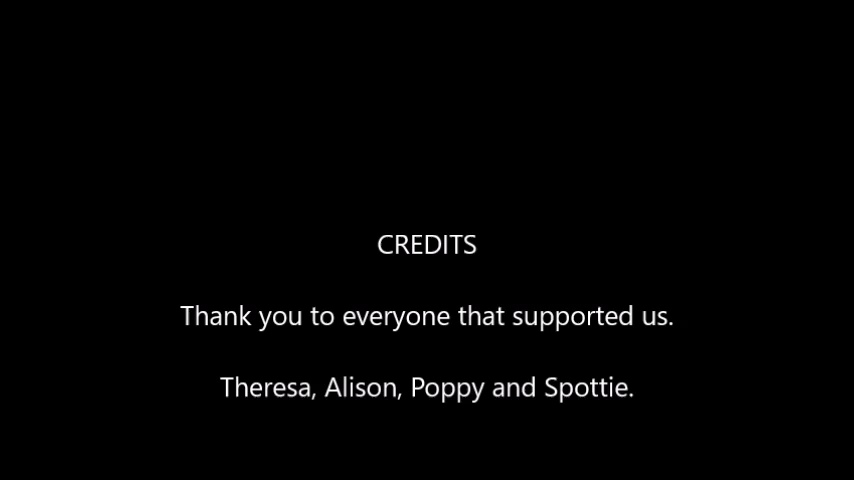 CREDITS
Thank you to everyone that supported us.
Theresa, Alison, Poppy and Spottie.